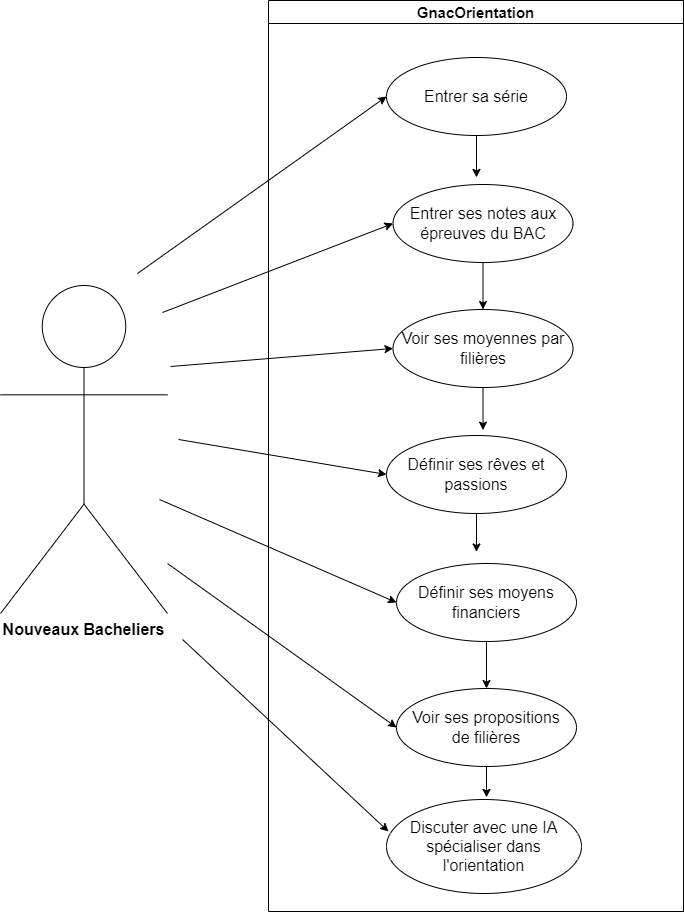 GnacOrientation
Entrer sa série
Entrer ses notes aux
épreuves du BAC
Voir ses moyennes par
filières
Définir ses rêves et
passions
Définir ses moyens
financiers
Nouveaux Bacheliers
Voir ses propositions
de filières
Discuter avec une IA
spécialiser dans
l'orientation